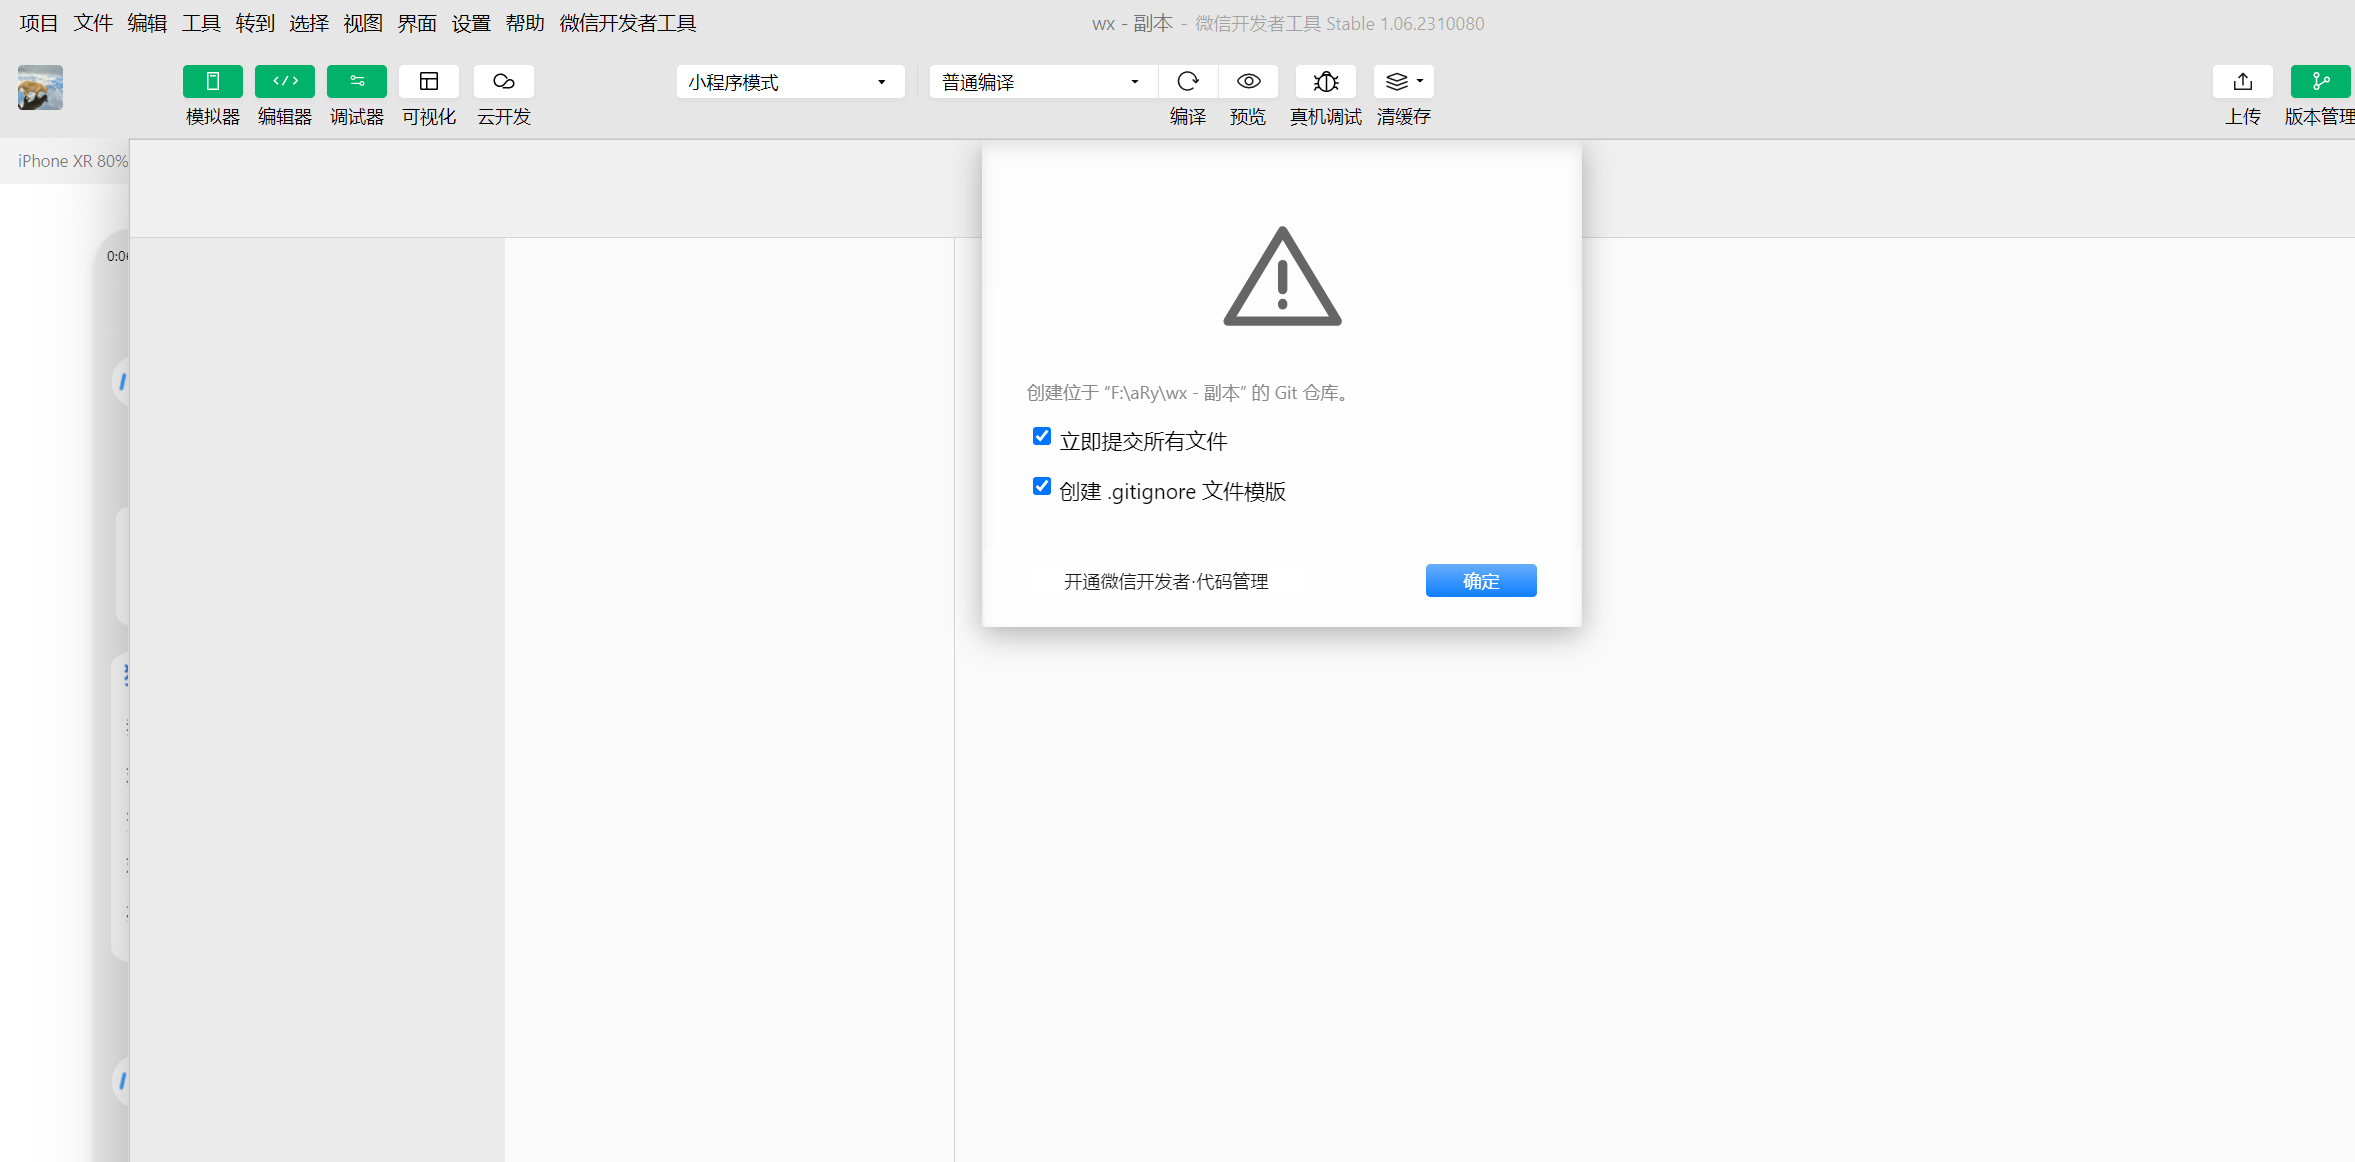 项目 文件 编辑 工具 转到 选择 视图 界面 设置 帮助 微信开发者工具
wx - 副本 - 微信开发者工具 Stable 1.06.2310080
小程序模式
普通编译
模拟器 编辑器 调试器 可视化 云开发
编译 预览 真机调试 清缓存
上传 版本管理
iPhone XR 80%
创建位于 “F:\aRy\wx - 副本” 的 Git 仓库。
立即提交所有文件
创建 .gitignore 文件模版
开通微信开发者·代码管理
确定